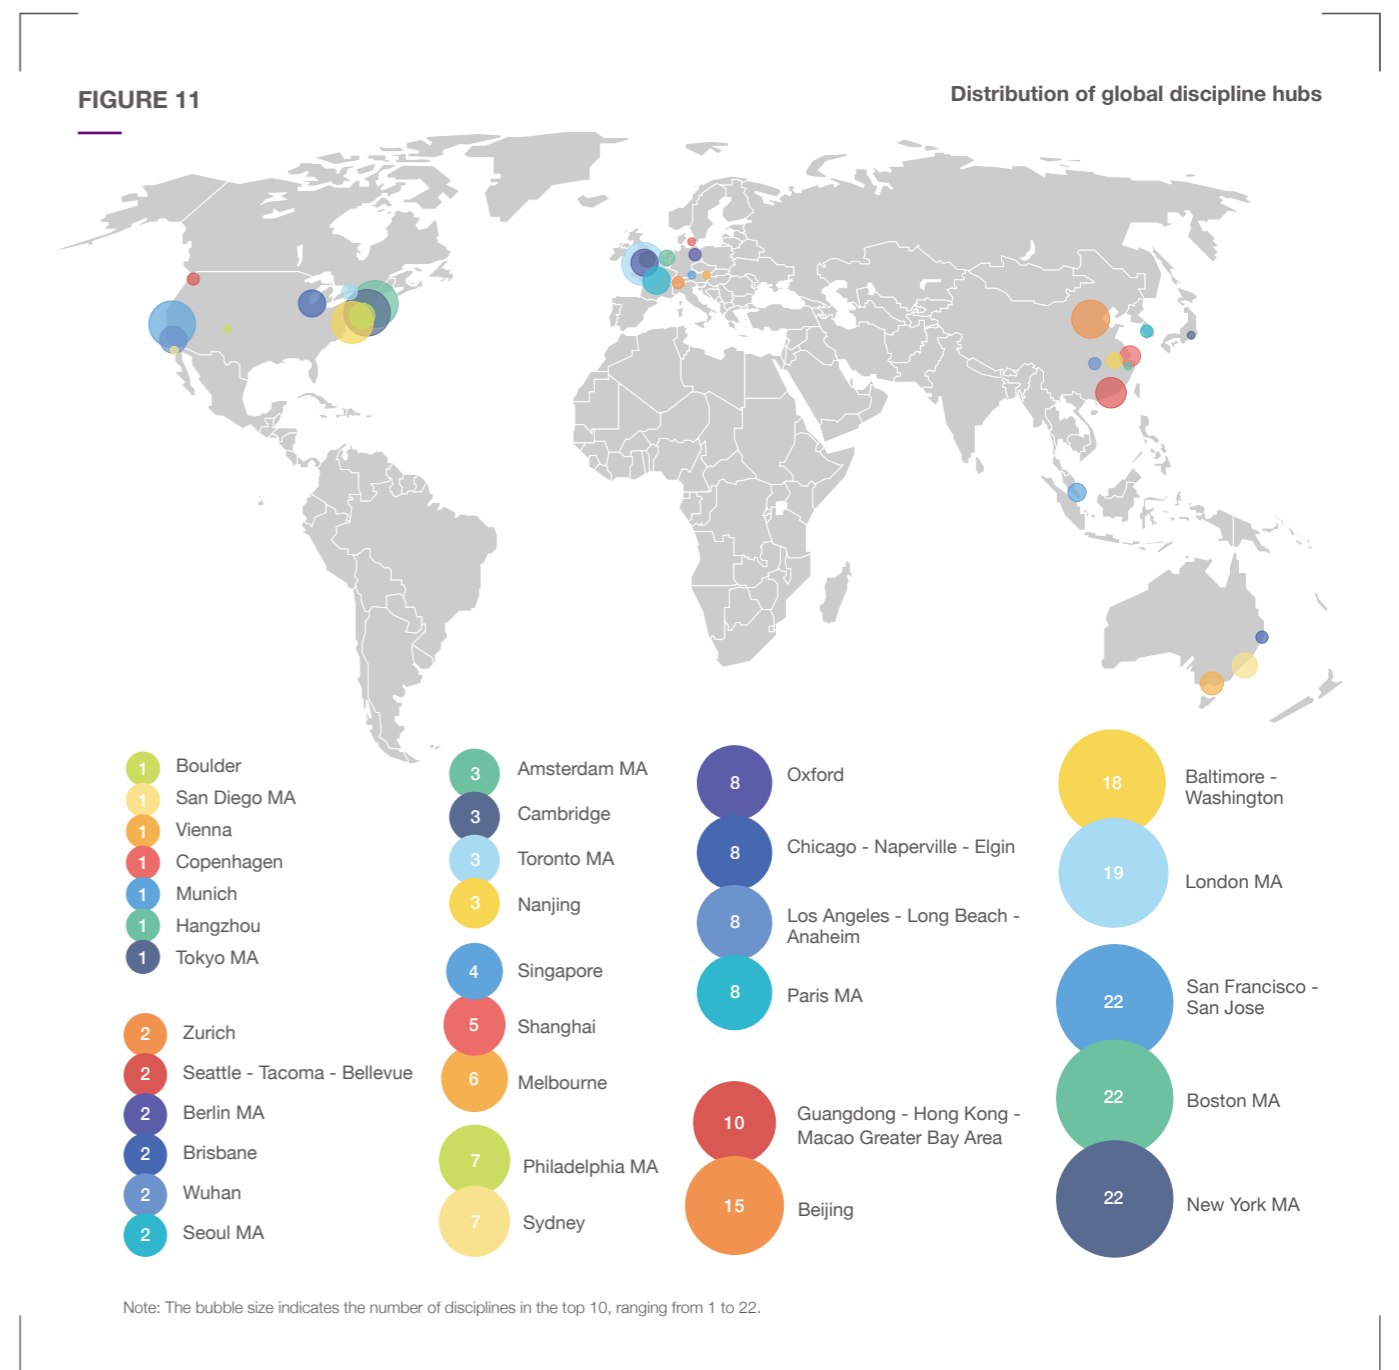 FIGURE 11
Distribution of global discipline hubs
1 Boulder
1 San Diego MA
1 Vienna
1 Copenhagen
1 Munich
1 Hangzhou
1 Tokyo MA
2 Zurich
2 Seattle - Tacoma - Bellevue
2 Berlin MA
2 Brisbane
2 Wuhan
2 Seoul MA
3 Amsterdam MA
3 Cambridge
3 Toronto MA
3 Nanjing
4 Singapore
5 Shanghai
6 Melbourne
7 Philadelphia MA
7 Sydney
8 Oxford
8 Chicago - Naperville - Elgin
8 Los Angeles - Long Beach -
Anaheim
8 Paris MA
10 Guangdong - Hong Kong -
Macao Greater Bay Area
15 Beijing
18 Baltimore -
Washington
19 London MA
22 San Francisco -
San Jose
22 Boston MA
22 New York MA
Note: The bubble size indicates the number of disciplines in the top 10, ranging from 1 to 22.